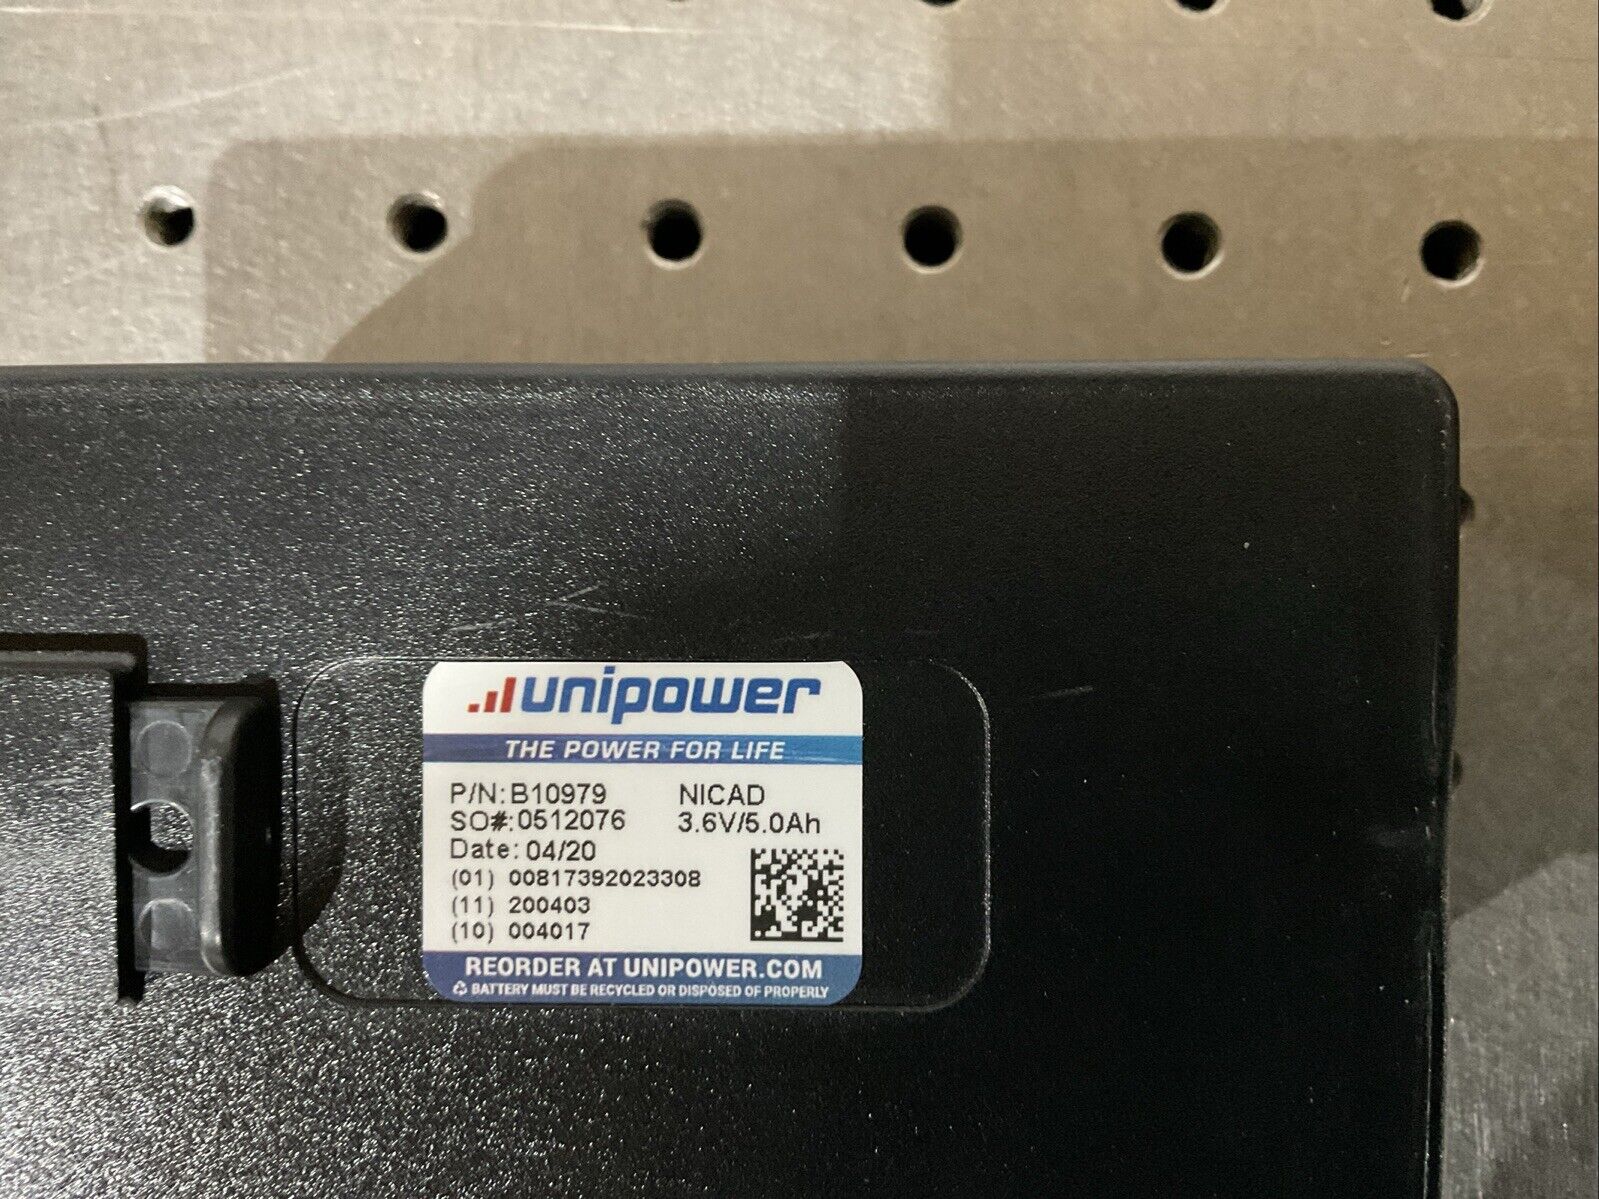 unipower
THE POWER FOR LIFE
P/N: B10979 NICAD
SO#: 0512076 3.6V/5.0Ah
Date: 04/20
(01) 00817392023308
(11) 200403
(10) 004017
REORDER AT UNIPOWER.COM
BATTERY MUST BE RECYCLED OR DISPOSED OF PROPERLY